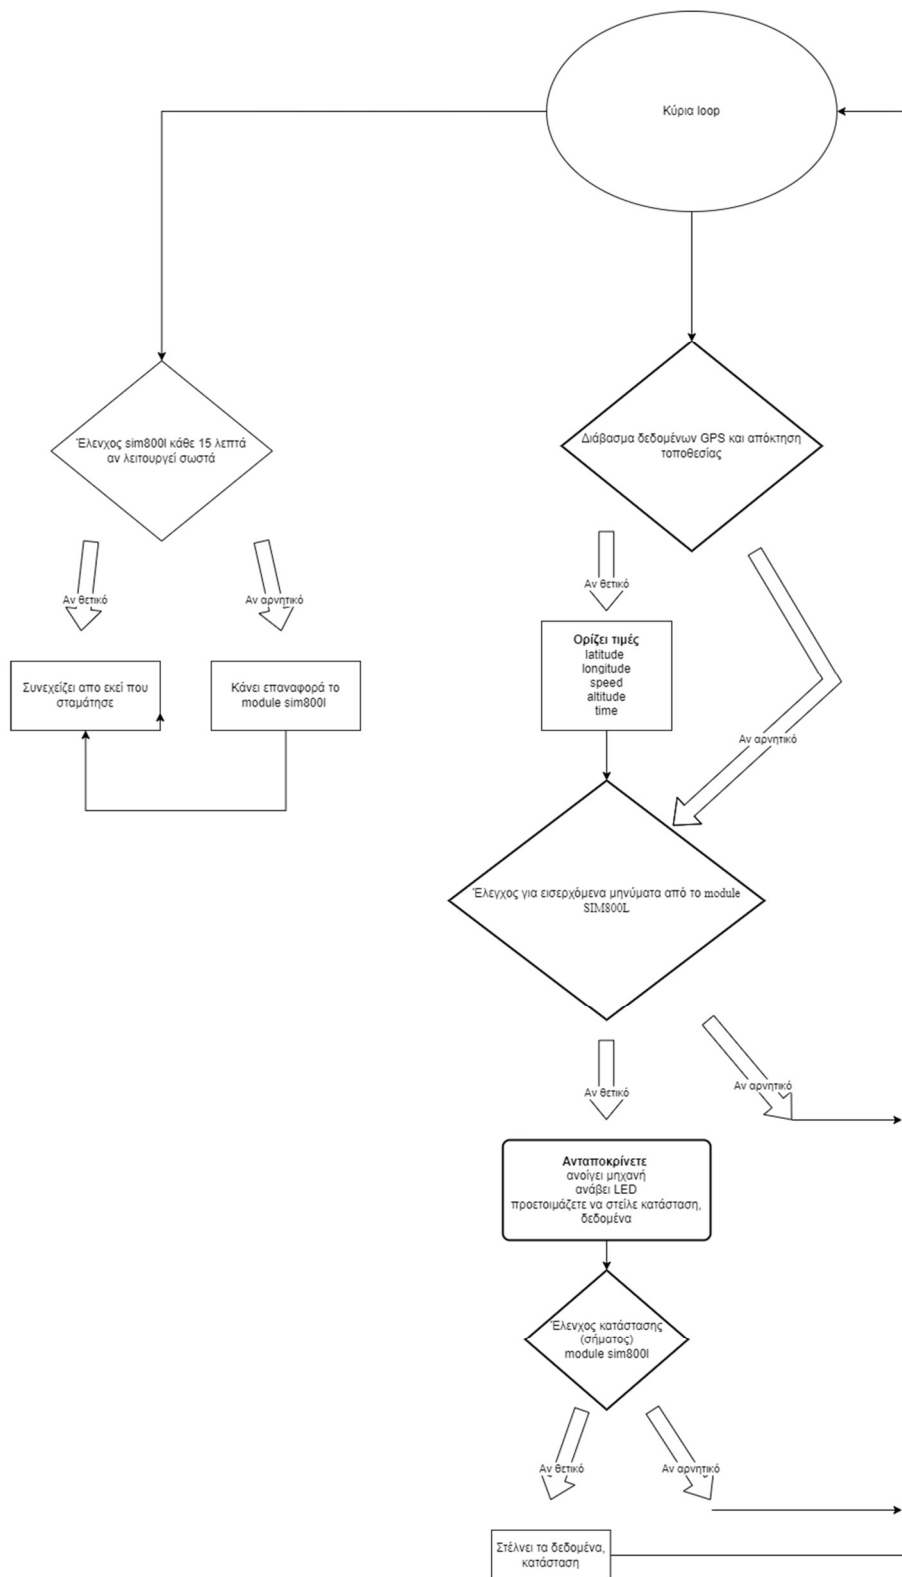 Κύρια loop
Έλενχος sim800l κάθε 15 λεπτά
αν λειτουργεί σωστά
Διάβασμα δεδομένων GPS και απόκτηση
τοποθεσίας
Αν θετικό
Αν αρνητικό
Αν θετικό
Συνεχείζει απο εκεί που
σταμάτησε
Κάνει επαναφορά το
module sim800l
Ορίζει τιμές
latitude
longitude
speed
altitude
time
Αν αρνητικό
Έλεγχος για εισερχόμενα μηνύματα από το module
SIM800L
Αν θετικό
Αν αρνητικό
Ανταποκρίνετε
ανοίγει μηχανή
ανάβει LED
προετοιμάζετε να στείλε κατάσταση,
δεδομένα
Έλενχος κατάστασης
(σήματος)
module sim800l
Αν θετικό
Αν αρνητικό
Στέλνει τα δεδομένα,
κατάσταση